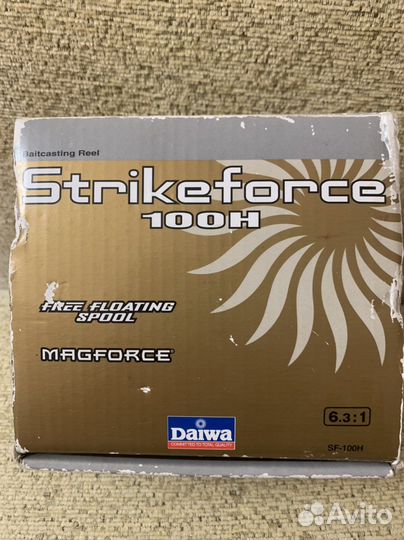 Baitcasting Reel
Strikeforce
100H
FREE FLOATING
SPOOL
MAGFORCE®
6.3:1
Daiwa
COMMITTED TO TOTAL QUALITY
SF-100H
Avito